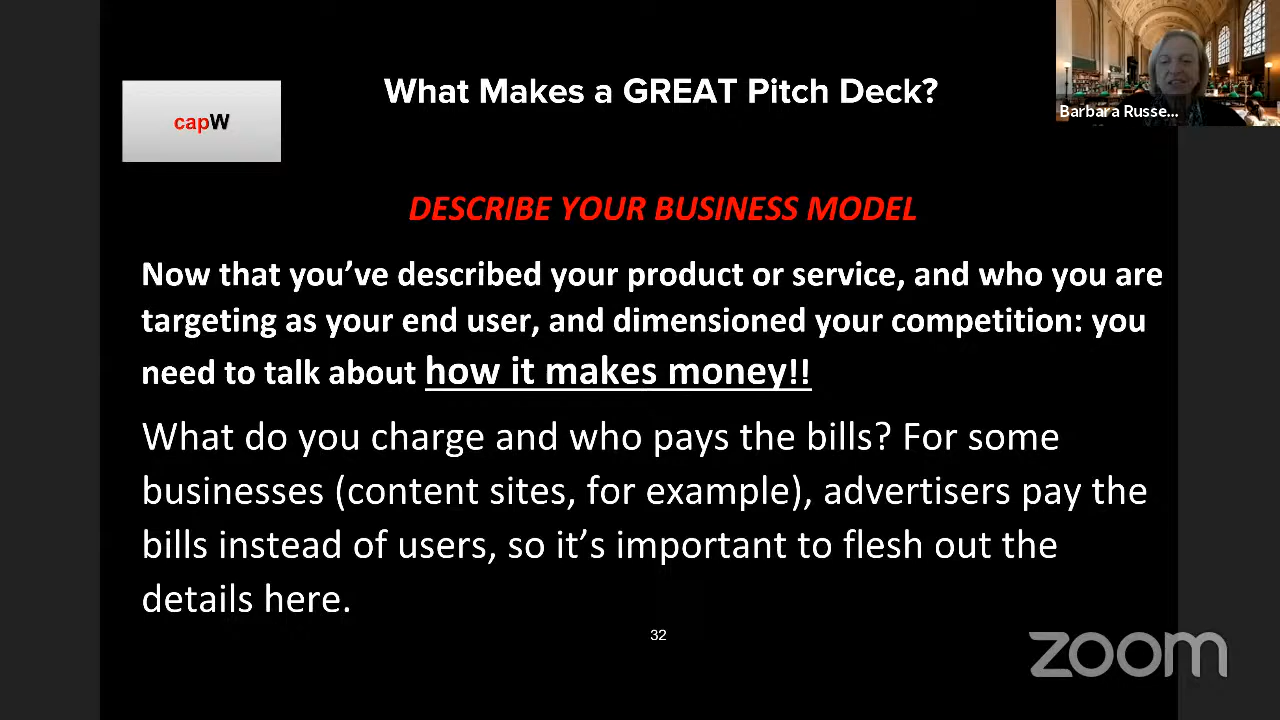 What Makes a GREAT Pitch Deck?
capW
Barbara Russe...
DESCRIBE YOUR BUSINESS MODEL
Now that you’ve described your product or service, and who you are
targeting as your end user, and dimensioned your competition: you
need to talk about how it makes money!!
What do you charge and who pays the bills? For some
businesses (content sites, for example), advertisers pay the
bills instead of users, so it’s important to flesh out the
details here.
32
zoom